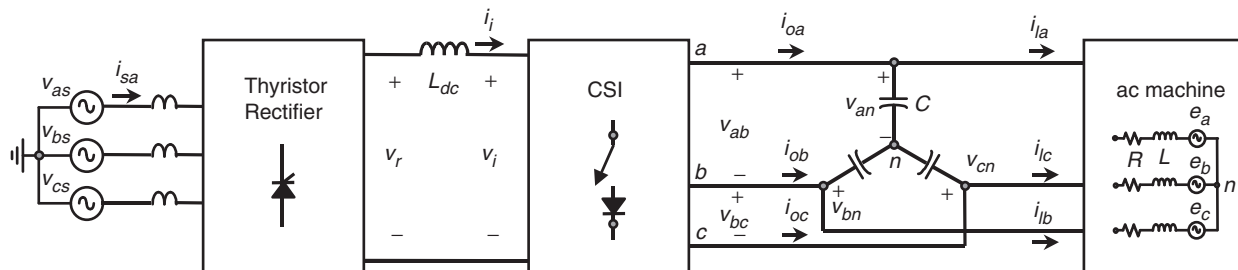 v_as
i_sa
v_bs
v_cs
Thyristor
Rectifier
i_i
L_dc
+
+
v_r
v_i
−
−
CSI
a
i_oa
i_la
+
+
v_an
C
−
v_ab
n
b
−
i_ob
v_cn
i_lc
+
+
+
v_bn
v_bc
i_oc
i_lb
c
−
ac machine
e_a
R
L
e_b
n
e_c